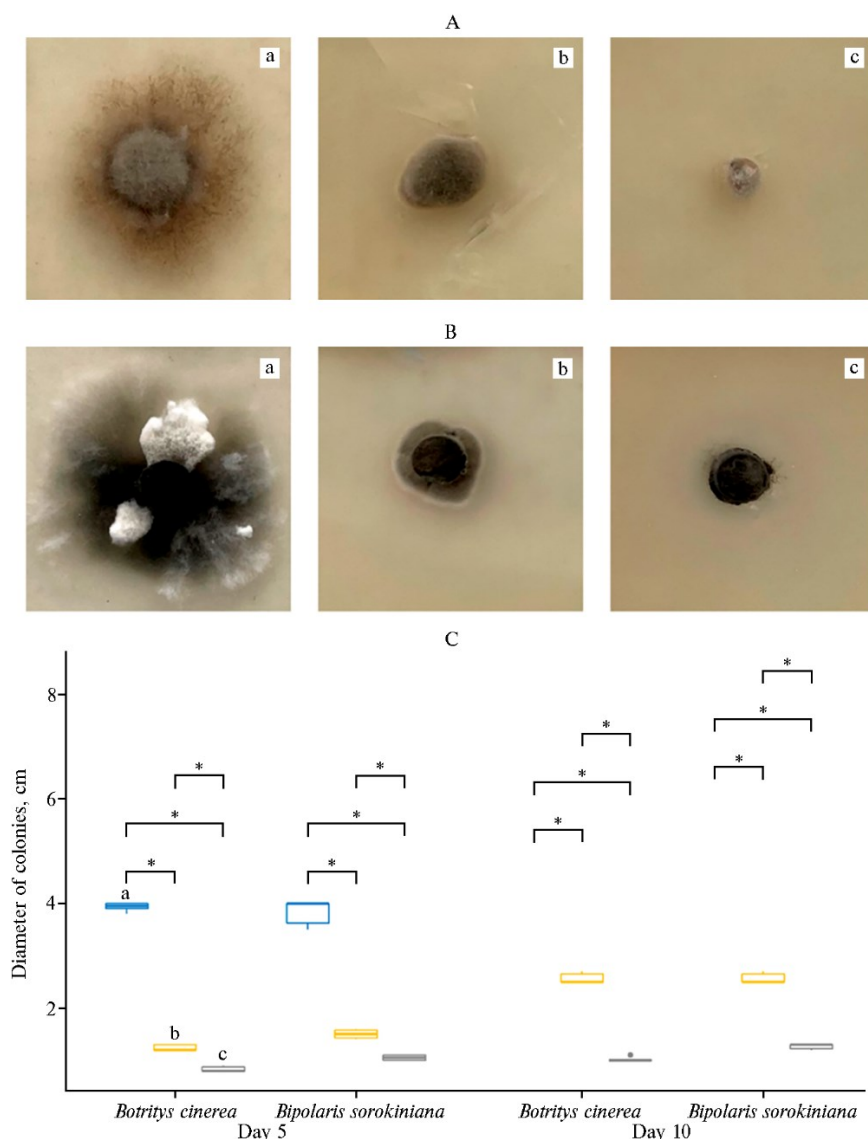 A
a
b
c
B
a
b
c
C
Diameter of colonies, cm
8
6
4
2
*
*
*
*
*
*
*
*
*
*
*
*
a
b
c
Botritys cinerea
Bipolaris sorokiniana
Botritys cinerea
Bipolaris sorokiniana
Day 5
Day 10